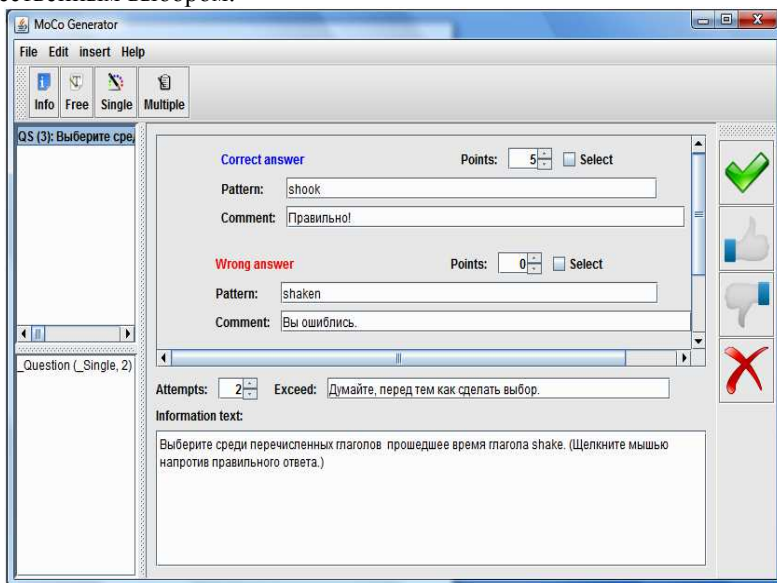 MoCo Generator
File Edit insert Help
Info Free Single Multiple
QS (3): Выберите сре
Correct answer Points: 5 Select
Pattern: shook
Comment: Правильно!
Wrong answer Points: 0 Select
Pattern: shaken
Comment: Вы ошиблись.
_Question (_Single, 2)
Attempts: 2 Exceed: Думайте, перед тем как сделать выбор.
Information text:
Выберите среди перечисленных глаголов прошедшее время глагола shake. (Щелкните мышью
напротив правильного ответа.)